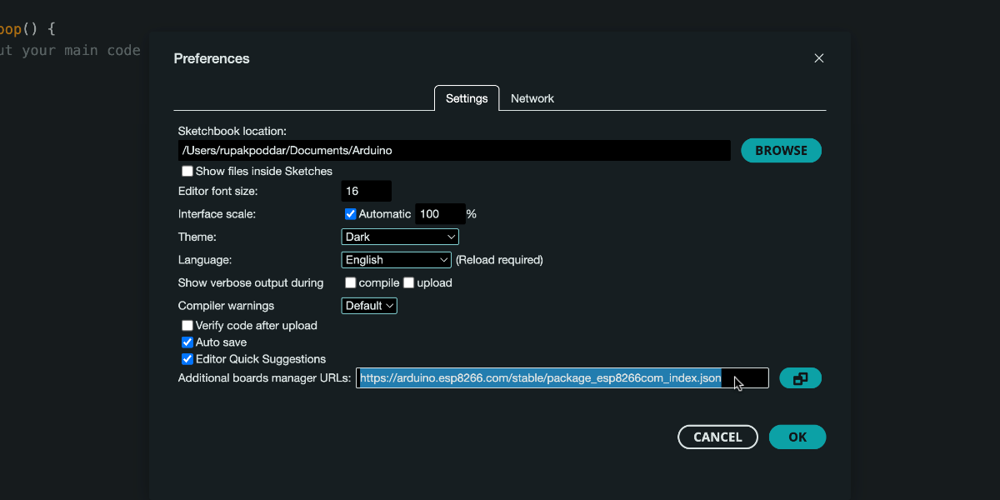 oop() {
ut your main code
Preferences
Settings Network
Sketchbook location:
/Users/rupakpoddar/Documents/Arduino BROWSE
Show files inside Sketches
Editor font size: 16
Interface scale: Automatic 100 %
Theme: Dark
Language: English (Reload required)
Show verbose output during compile upload
Compiler warnings Default
Verify code after upload
Auto save
Editor Quick Suggestions
Additional boards manager URLs: https://arduino.esp8266.com/stable/package_esp8266com_index.json
CANCEL OK